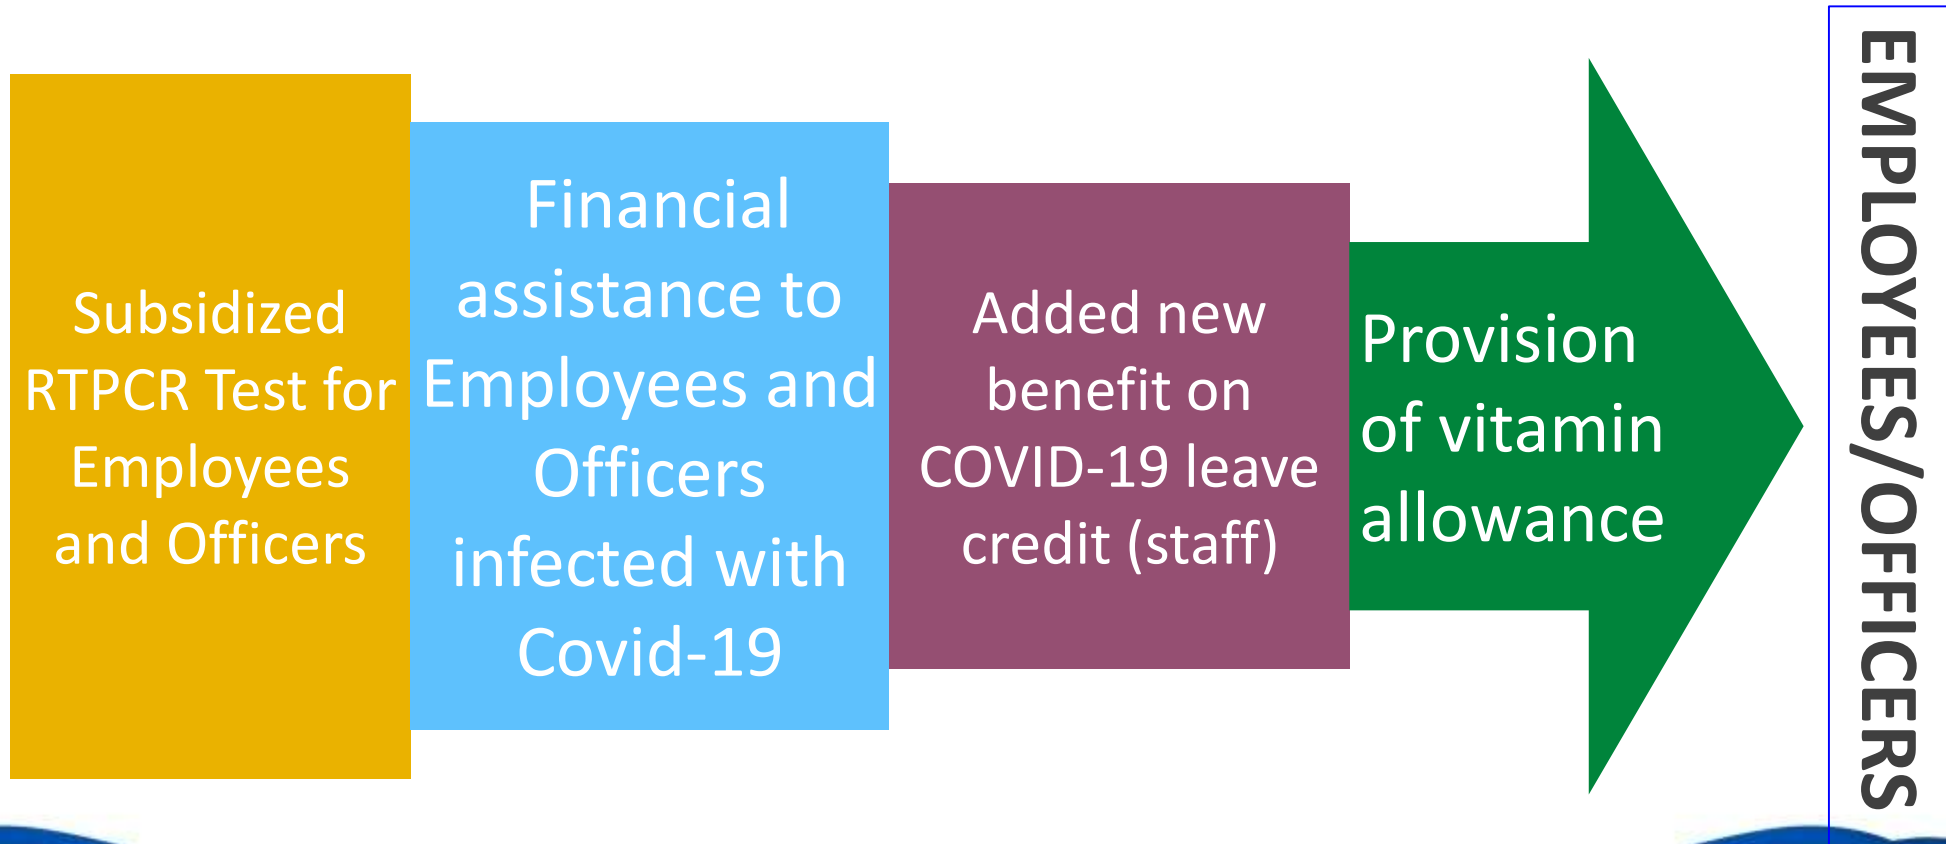 Subsidized
RTPCR Test for
Employees
and Officers
Financial
assistance to
Employees and
Officers
infected with
Covid-19
Added new
benefit on
COVID-19 leave
credit (staff)
Provision
of vitamin
allowance
EMPLOYEES/OFFICERS